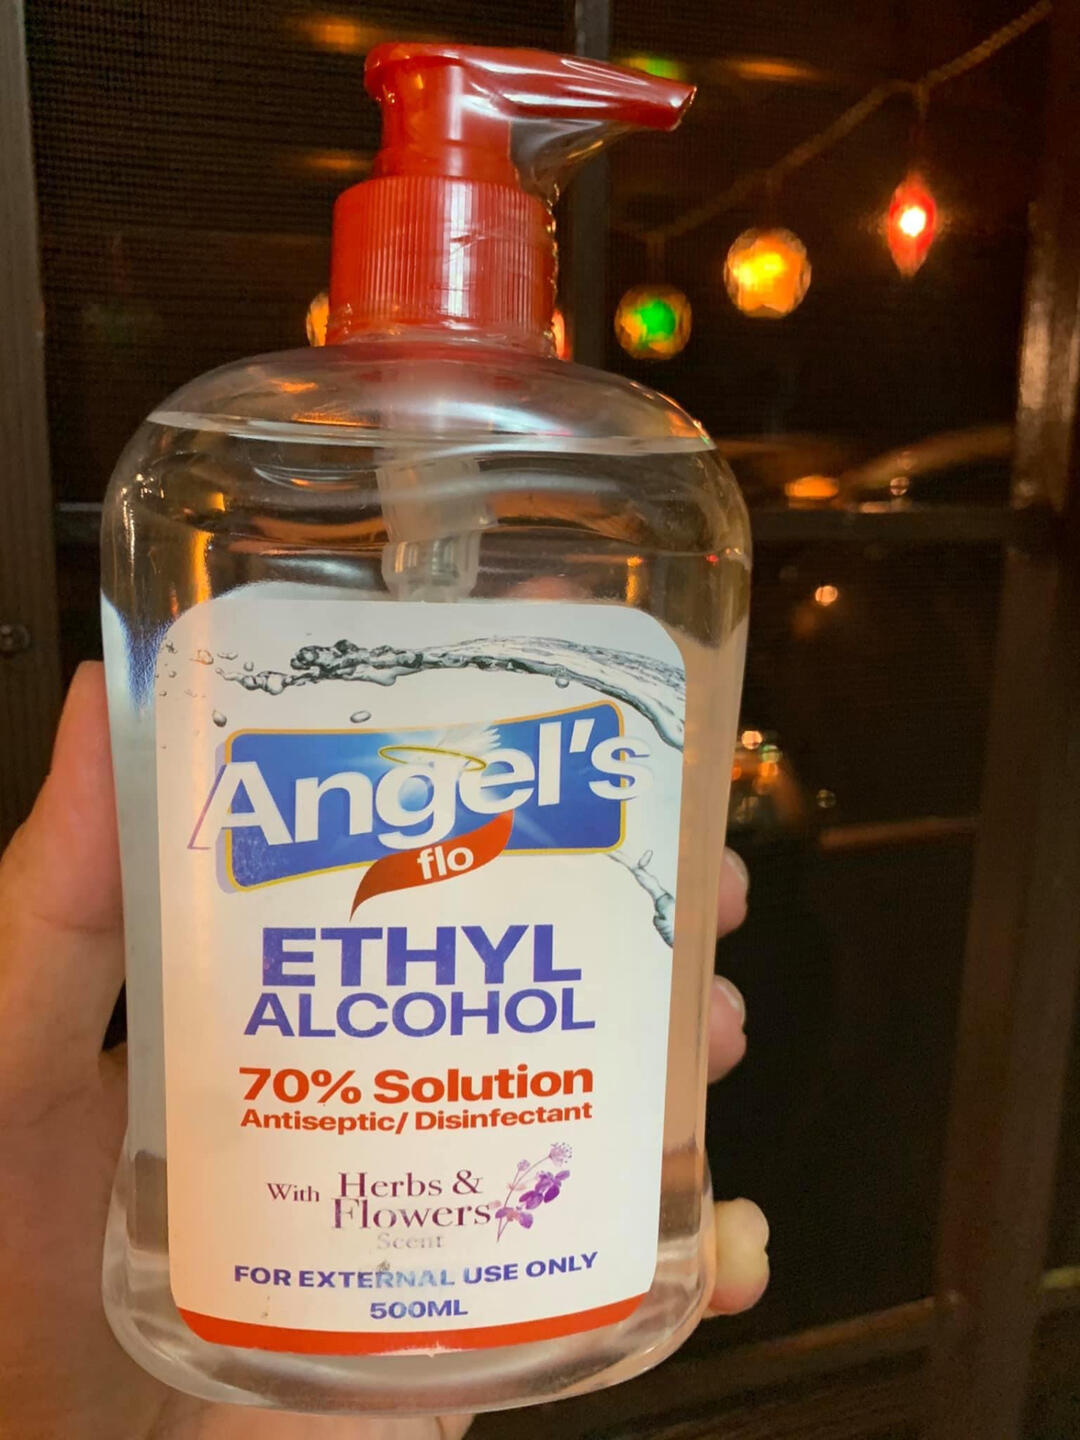 Angel's
flo
ETHYL
ALCOHOL
70% Solution
Antiseptic/ Disinfectant
With Herbs &
Flowers
Scent
FOR EXTERNAL USE ONLY
500ML